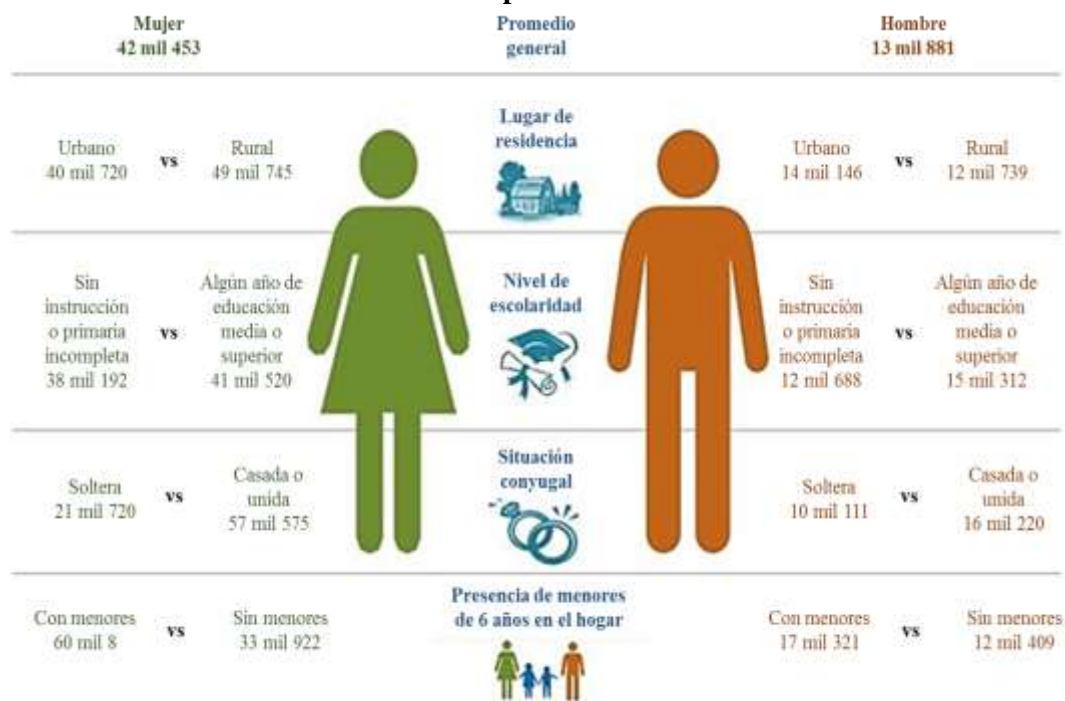 Mujer
42 mil 453
Promedio
general
Hombre
13 mil 881
Lugar de
residencia
Urbano
40 mil 720
vs
Rural
49 mil 745
Urbano
14 mil 146
vs
Rural
12 mil 739
Nivel de
escolaridad
Sin
instrucción
o primaria
incompleta
38 mil 192
vs
Algún año de
educación
media o
superior
41 mil 520
Sin
instrucción
o primaria
incompleta
12 mil 688
vs
Algún año de
educación
media o
superior
15 mil 312
Situación
conyugal
Soltera
21 mil 720
vs
Casada o
unida
57 mil 575
Soltera
10 mil 111
vs
Casada o
unida
16 mil 220
Presencia de menores
de 6 años en el hogar
Con menores
60 mil 8
vs
Sin menores
33 mil 922
Con menores
17 mil 321
vs
Sin menores
12 mil 409